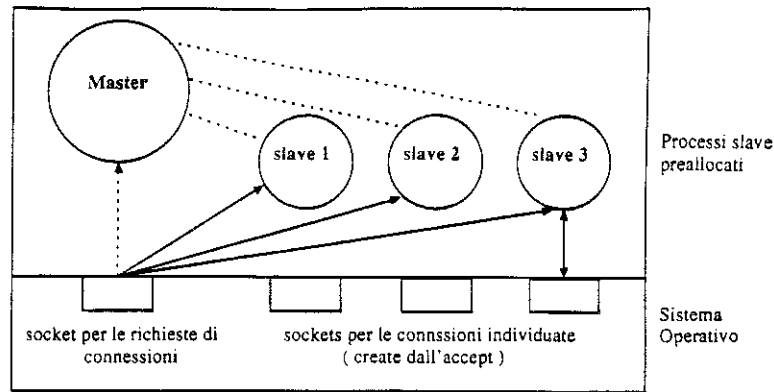 Master
slave 1
slave 2
slave 3
Processi slave
preallocati
socket per le richieste di
connessioni
sockets per le connssioni individuate
( create dall'accept )
Sistema
Operativo